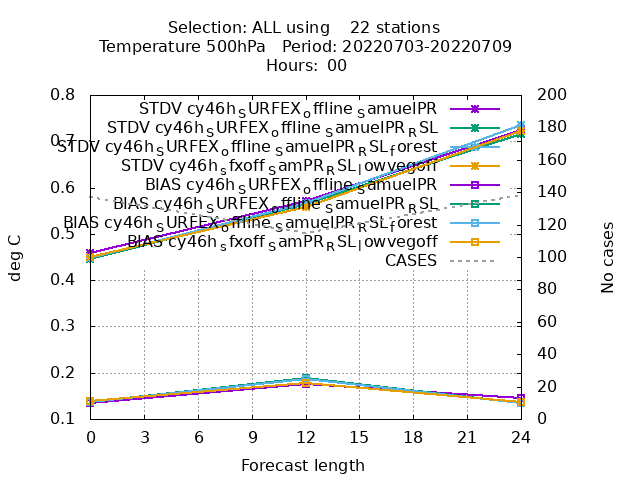 Selection: ALL using 22 stations
Temperature 500hPa Period: 20220703-20220709
Hours: 00
0.8
0.7
0.6
0.5
0.4
0.3
0.2
0.1
deg C
STDV cy46h_SURFEX_offline_SamuelPR
STDV cy46h_SURFEX_offline_SamuelPR_RSL
STDV cy46h_SURFEX_offline_SamuelPR_RSL_forest
STDV cy46h_sfxoff_SamPR_RSL_lowvegoff
BIAS cy46h_SURFEX_offline_SamuelPR
BIAS cy46h_SURFEX_offline_SamuelPR_RSL
BIAS cy46h_SURFEX_offline_SamuelPR_RSL_forest
BIAS cy46h_sfxoff_SamPR_RSL_lowvegoff
CASES
200
180
160
140
120
100
80
60
40
20
0
No cases
0 3 6 9 12 15 18 21 24
Forecast length